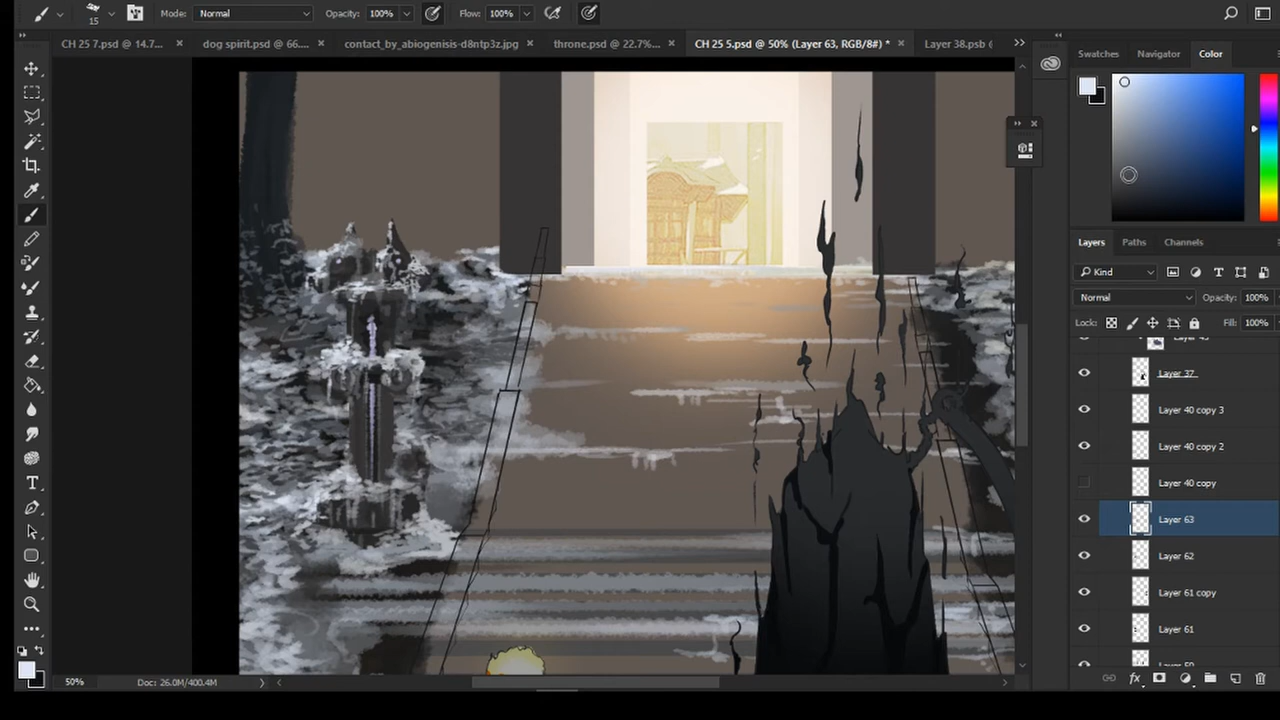 15 Mode: Normal Opacity: 100% Flow: 100%
CH 25 7.psd @ 14.7... × dog spirit.psd @ 66.... × contact_by_abiogenisis-d8ntp3z.jpg × throne.psd @ 22.7%... × CH 25 5.psd @ 50% (Layer 63, RGB/8#) * × Layer 38.psb (
Swatches Navigator Color
Layers Paths Channels
Kind
Normal Opacity: 100%
Lock: Fill: 100%
Layer 37
Layer 40 copy 3
Layer 40 copy 2
Layer 40 copy
Layer 63
Layer 62
Layer 61 copy
Layer 61
50% Doc: 26.0M/400.4M
fx